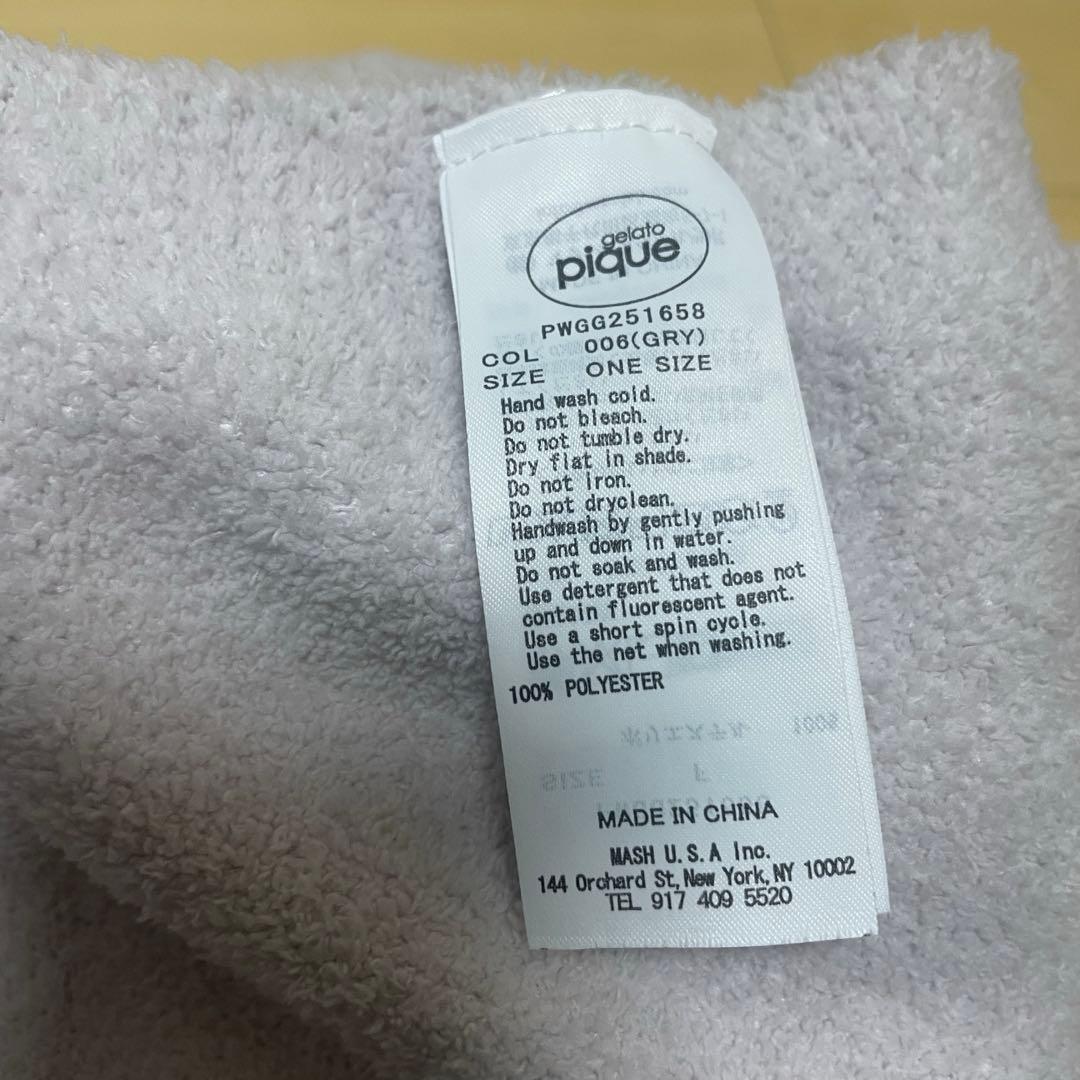 gelato
pique
PWGG251658
COL 006(GRY)
SIZE ONE SIZE
Hand wash cold.
Do not bleach.
Do not tumble dry.
Dry flat in shade.
Do not iron.
Do not dryclean.
Handwash by gently pushing
up and down in water.
Do not soak and wash.
Use detergent that does not
contain fluorescent agent.
Use a short spin cycle.
Use the net when washing.
100% POLYESTER
MADE IN CHINA
MASH U.S.A Inc.
144 Orchard St, New York, NY 10002
TEL 917 409 5520